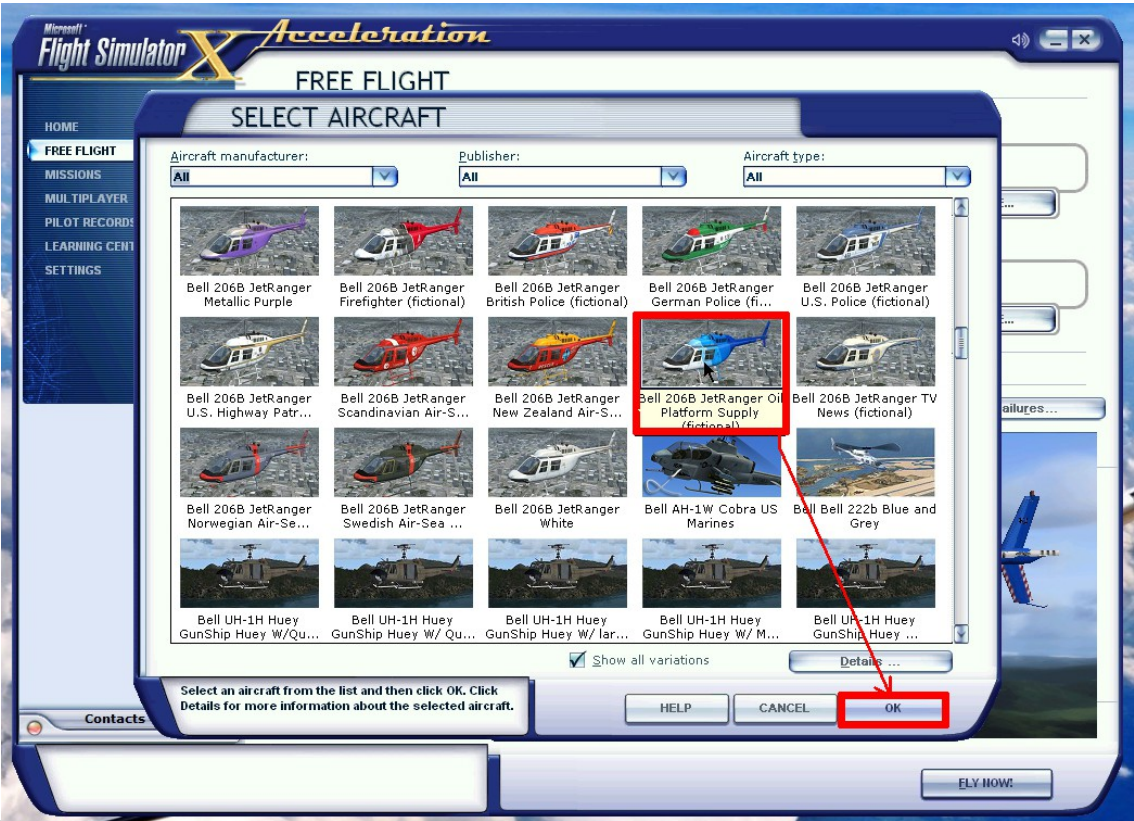 Microsoft
Flight Simulator X Acceleration
FREE FLIGHT
SELECT AIRCRAFT
HOME
FREE FLIGHT
MISSIONS
MULTIPLAYER
PILOT RECORDS
LEARNING CENT
SETTINGS
Aircraft manufacturer:
Publisher:
Aircraft type:
All
All
All
Bell 206B JetRanger
Metallic Purple
Bell 206B JetRanger
Firefighter (fictional)
Bell 206B JetRanger
British Police (fictional)
Bell 206B JetRanger
German Police (fi...
Bell 206B JetRanger
U.S. Police (fictional)
Bell 206B JetRanger
U.S. Highway Patr...
Bell 206B JetRanger
Scandinavian Air-S...
Bell 206B JetRanger
New Zealand Air-S...
Bell 206B JetRanger Oil
Platform Supply
(fictional)
Bell 206B JetRanger TV
News (fictional)
Bell 206B JetRanger
Norwegian Air-Se...
Bell 206B JetRanger
Swedish Air-Sea ...
Bell 206B JetRanger
White
Bell AH-1W Cobra US
Marines
Bell Bell 222b Blue and
Grey
Bell UH-1H Huey
GunShip Huey W/Qu...
Bell UH-1H Huey
GunShip Huey W/ Qu...
Bell UH-1H Huey
GunShip Huey W/ lar...
Bell UH-1H Huey
GunShip Huey W/ M...
Bell UH-1H Huey
GunShip Huey ...
Show all variations
Details ...
Select an aircraft from the list and then click OK. Click
Details for more information about the selected aircraft.
HELP
CANCEL
OK
ailures...
Contacts
FLY NOW!